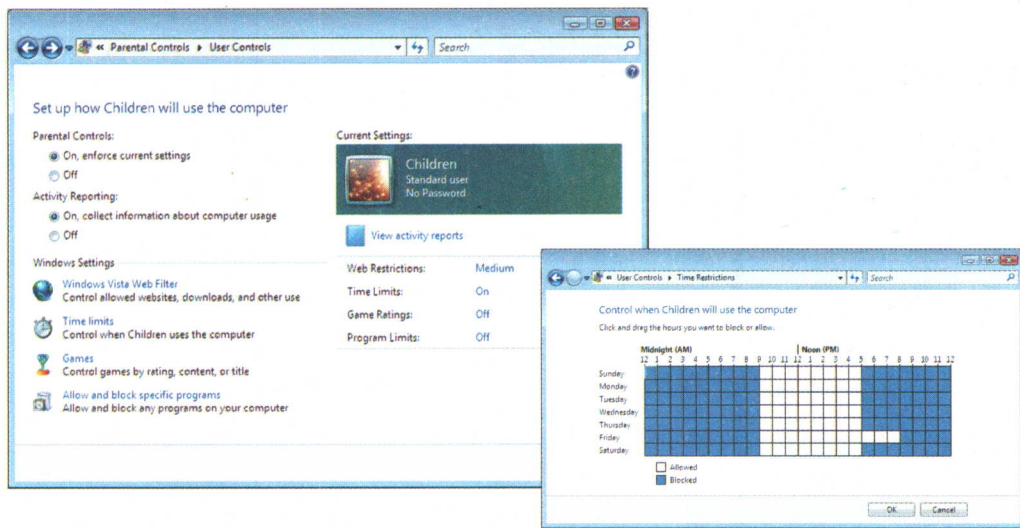 « Parental Controls ▸ User Controls
Search
Set up how Children will use the computer
Parental Controls:
On, enforce current settings
Off
Activity Reporting:
On, collect information about computer usage
Off
Windows Settings
Windows Vista Web Filter
Control allowed websites, downloads, and other use
Time limits
Control when Children uses the computer
Games
Control games by rating, content, or title
Allow and block specific programs
Allow and block any programs on your computer
Current Settings:
Children
Standard user
No Password
View activity reports
Web Restrictions: Medium
Time Limits: On
Game Ratings: Off
Program Limits: Off
« User Controls ▸ Time Restrictions
Search
Control when Children will use the computer
Click and drag the hours you want to block or allow.
Midnight (AM) Noon (PM)
12 1 2 3 4 5 6 7 8 9 10 11 12 1 2 3 4 5 6 7 8 9 10 11 12
Sunday
Monday
Tuesday
Wednesday
Thursday
Friday
Saturday
Allowed
Blocked
OK Cancel